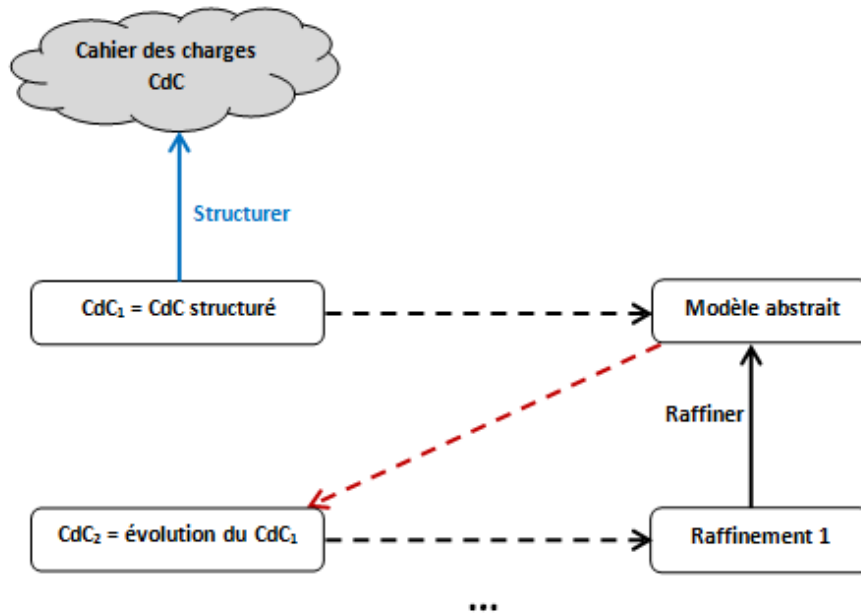 Cahier des charges
CdC
Structurer
CdC₁ = CdC structuré
Modèle abstrait
Raffiner
CdC₂ = évolution du CdC₁
Raffinement 1
...